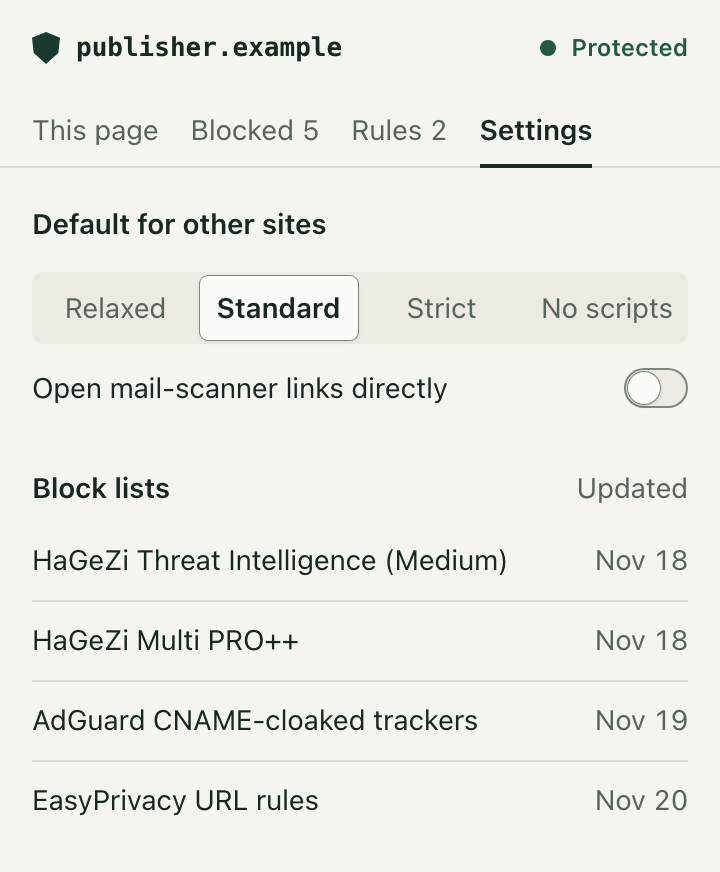 publisher.example Protected
This page Blocked 5 Rules 2 Settings
Default for other sites
Relaxed Standard Strict No scripts
Open mail-scanner links directly
Block lists Updated
HaGeZi Threat Intelligence (Medium) Nov 18
HaGeZi Multi PRO++ Nov 18
AdGuard CNAME-cloaked trackers Nov 19
EasyPrivacy URL rules Nov 20